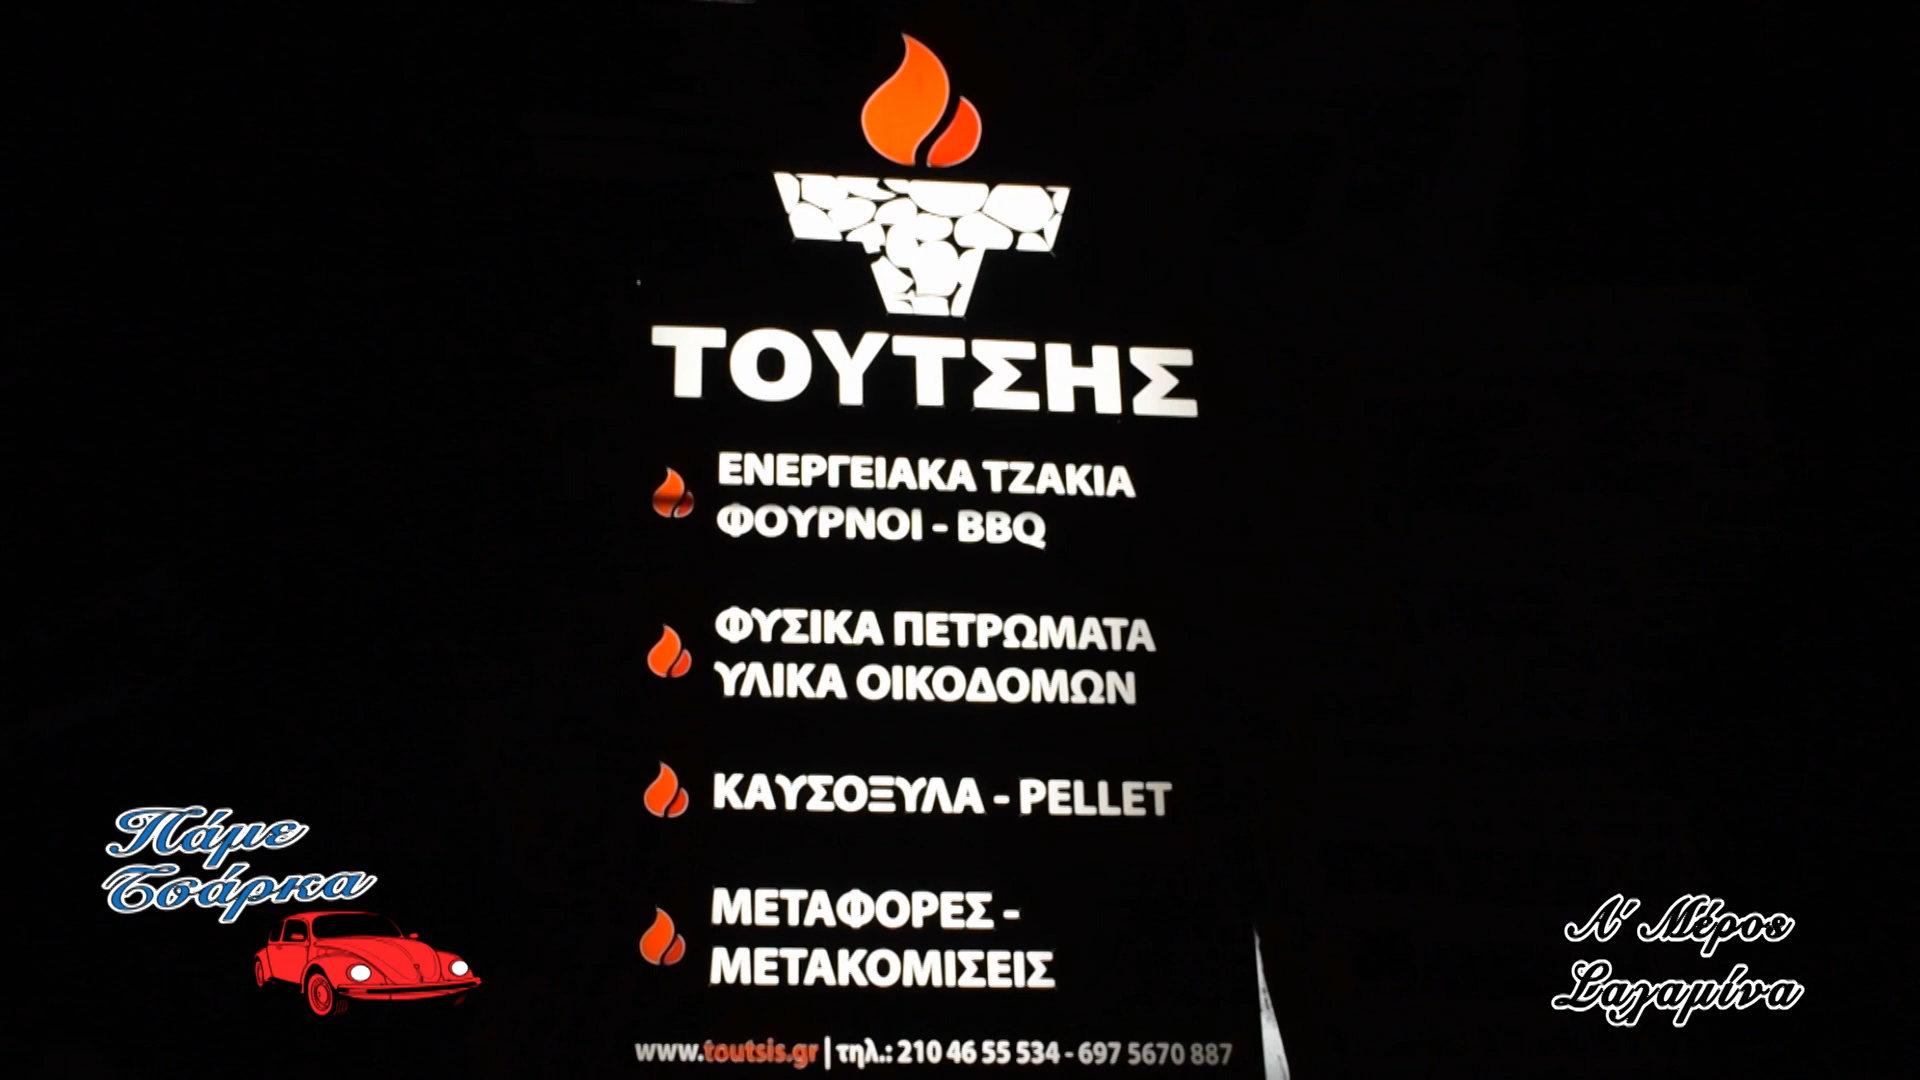 ΤΟΥΤΣΗΣ
ΕΝΕΡΓΕΙΑΚΑ ΤΖΑΚΙΑ
ΦΟΥΡΝΟΙ - BBQ
ΦΥΣΙΚΑ ΠΕΤΡΩΜΑΤΑ
ΥΛΙΚΑ ΟΙΚΟΔΟΜΩΝ
ΚΑΥΣΟΞΥΛΑ - PELLET
ΜΕΤΑΦΟΡΕΣ -
ΜΕΤΑΚΟΜΙΣΕΙΣ
www.toutsis.gr | τηλ.: 210 46 55 534 - 697 5670 887
Πάμε
Τσάρκα
Α' Μέρος
Σαλαμίνα